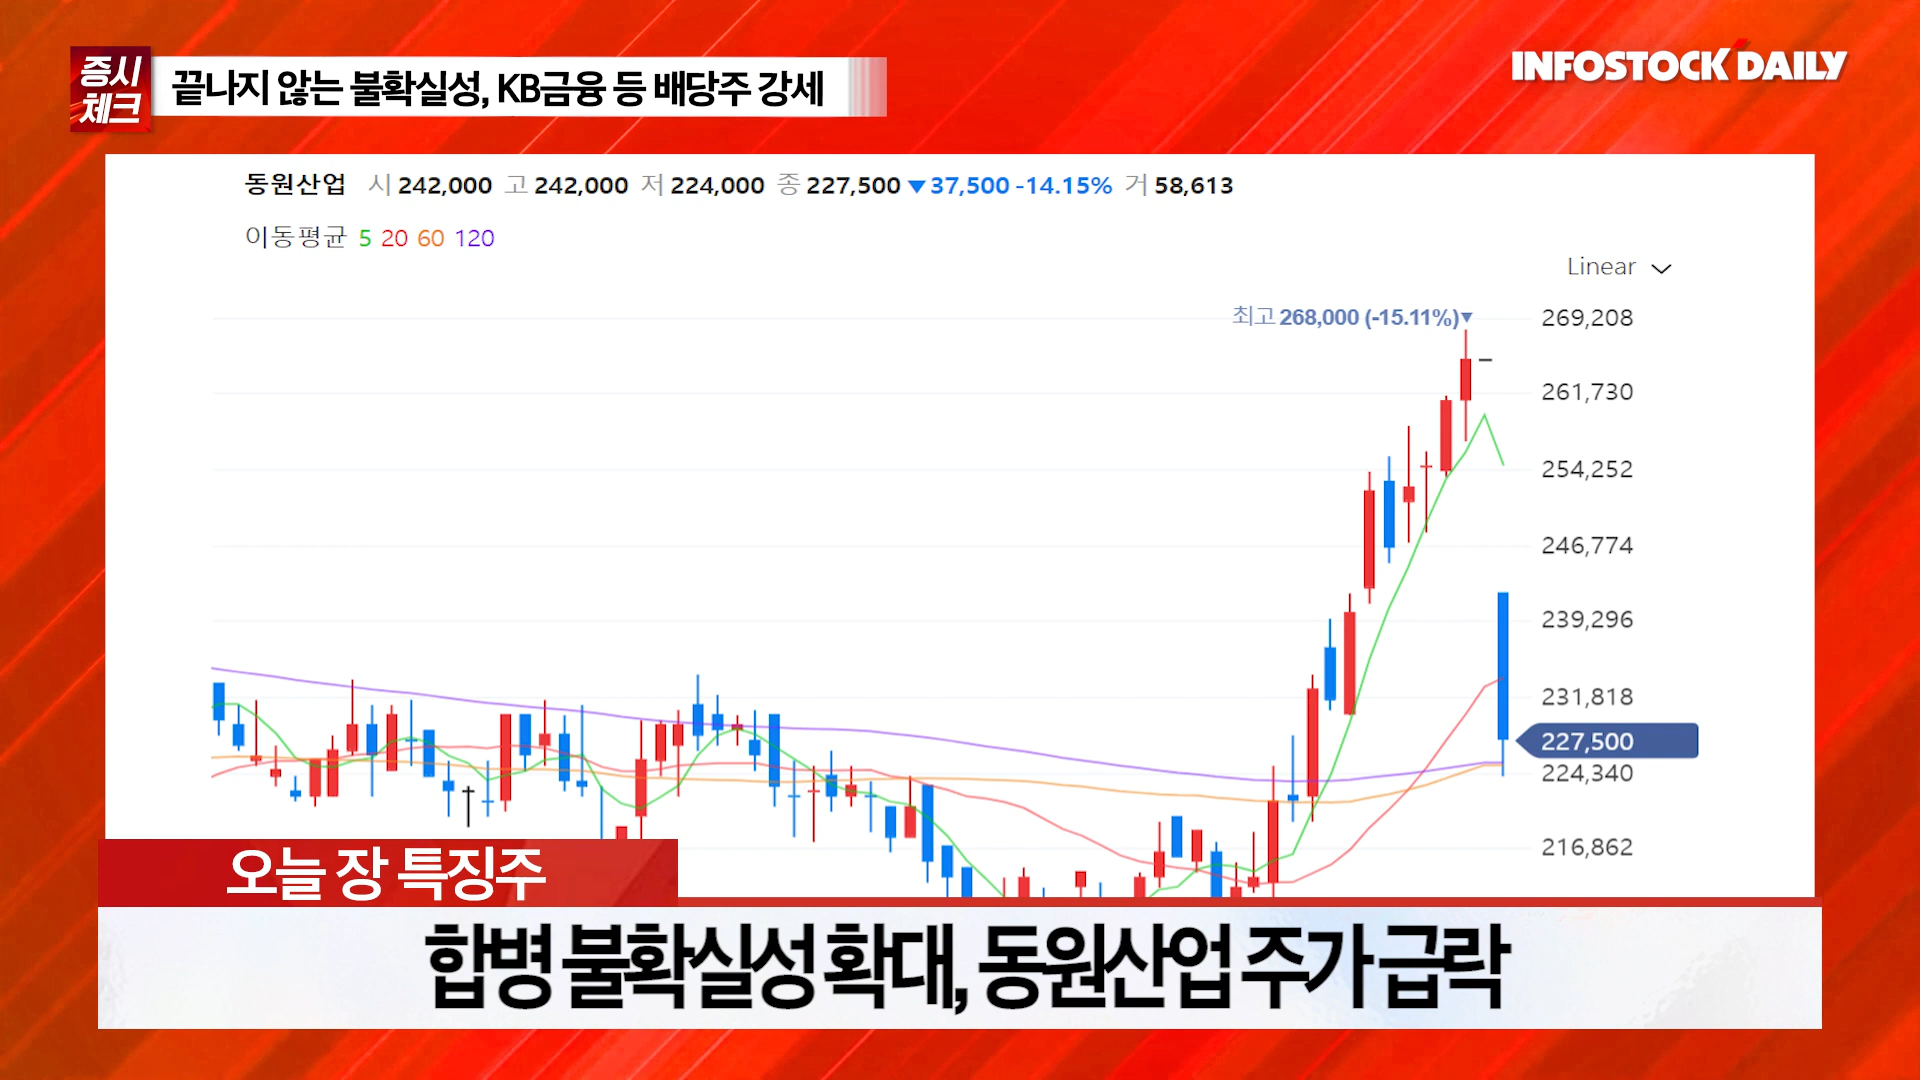 증시
체크
끝나지 않는 불확실성, KB금융 등 배당주 강세
INFOSTOCK DAILY
동원산업 시 242,000 고 242,000 저 224,000 종 227,500 ▼37,500 -14.15% 거 58,613
이동평균 5 20 60 120
Linear
최고 268,000 (-15.11%)▼
269,208
261,730
254,252
246,774
239,296
231,818
227,500
224,340
216,862
오늘 장 특징주
합병 불확실성 확대, 동원산업 주가 급락